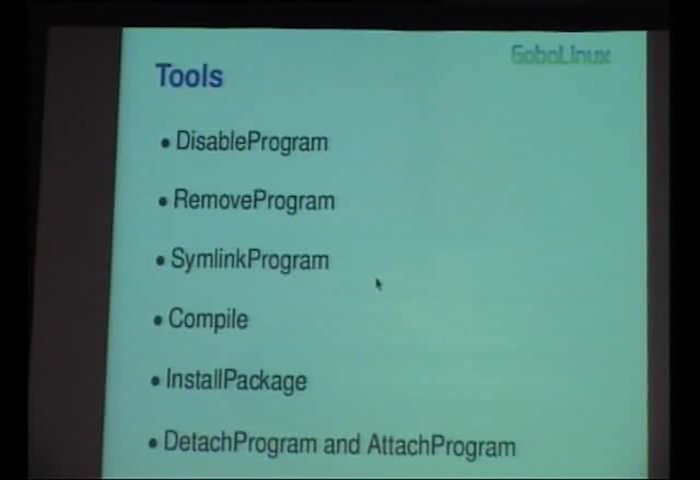 GoboLinux
Tools
• DisableProgram
• RemoveProgram
• SymlinkProgram
• Compile
• InstallPackage
• DetachProgram and AttachProgram